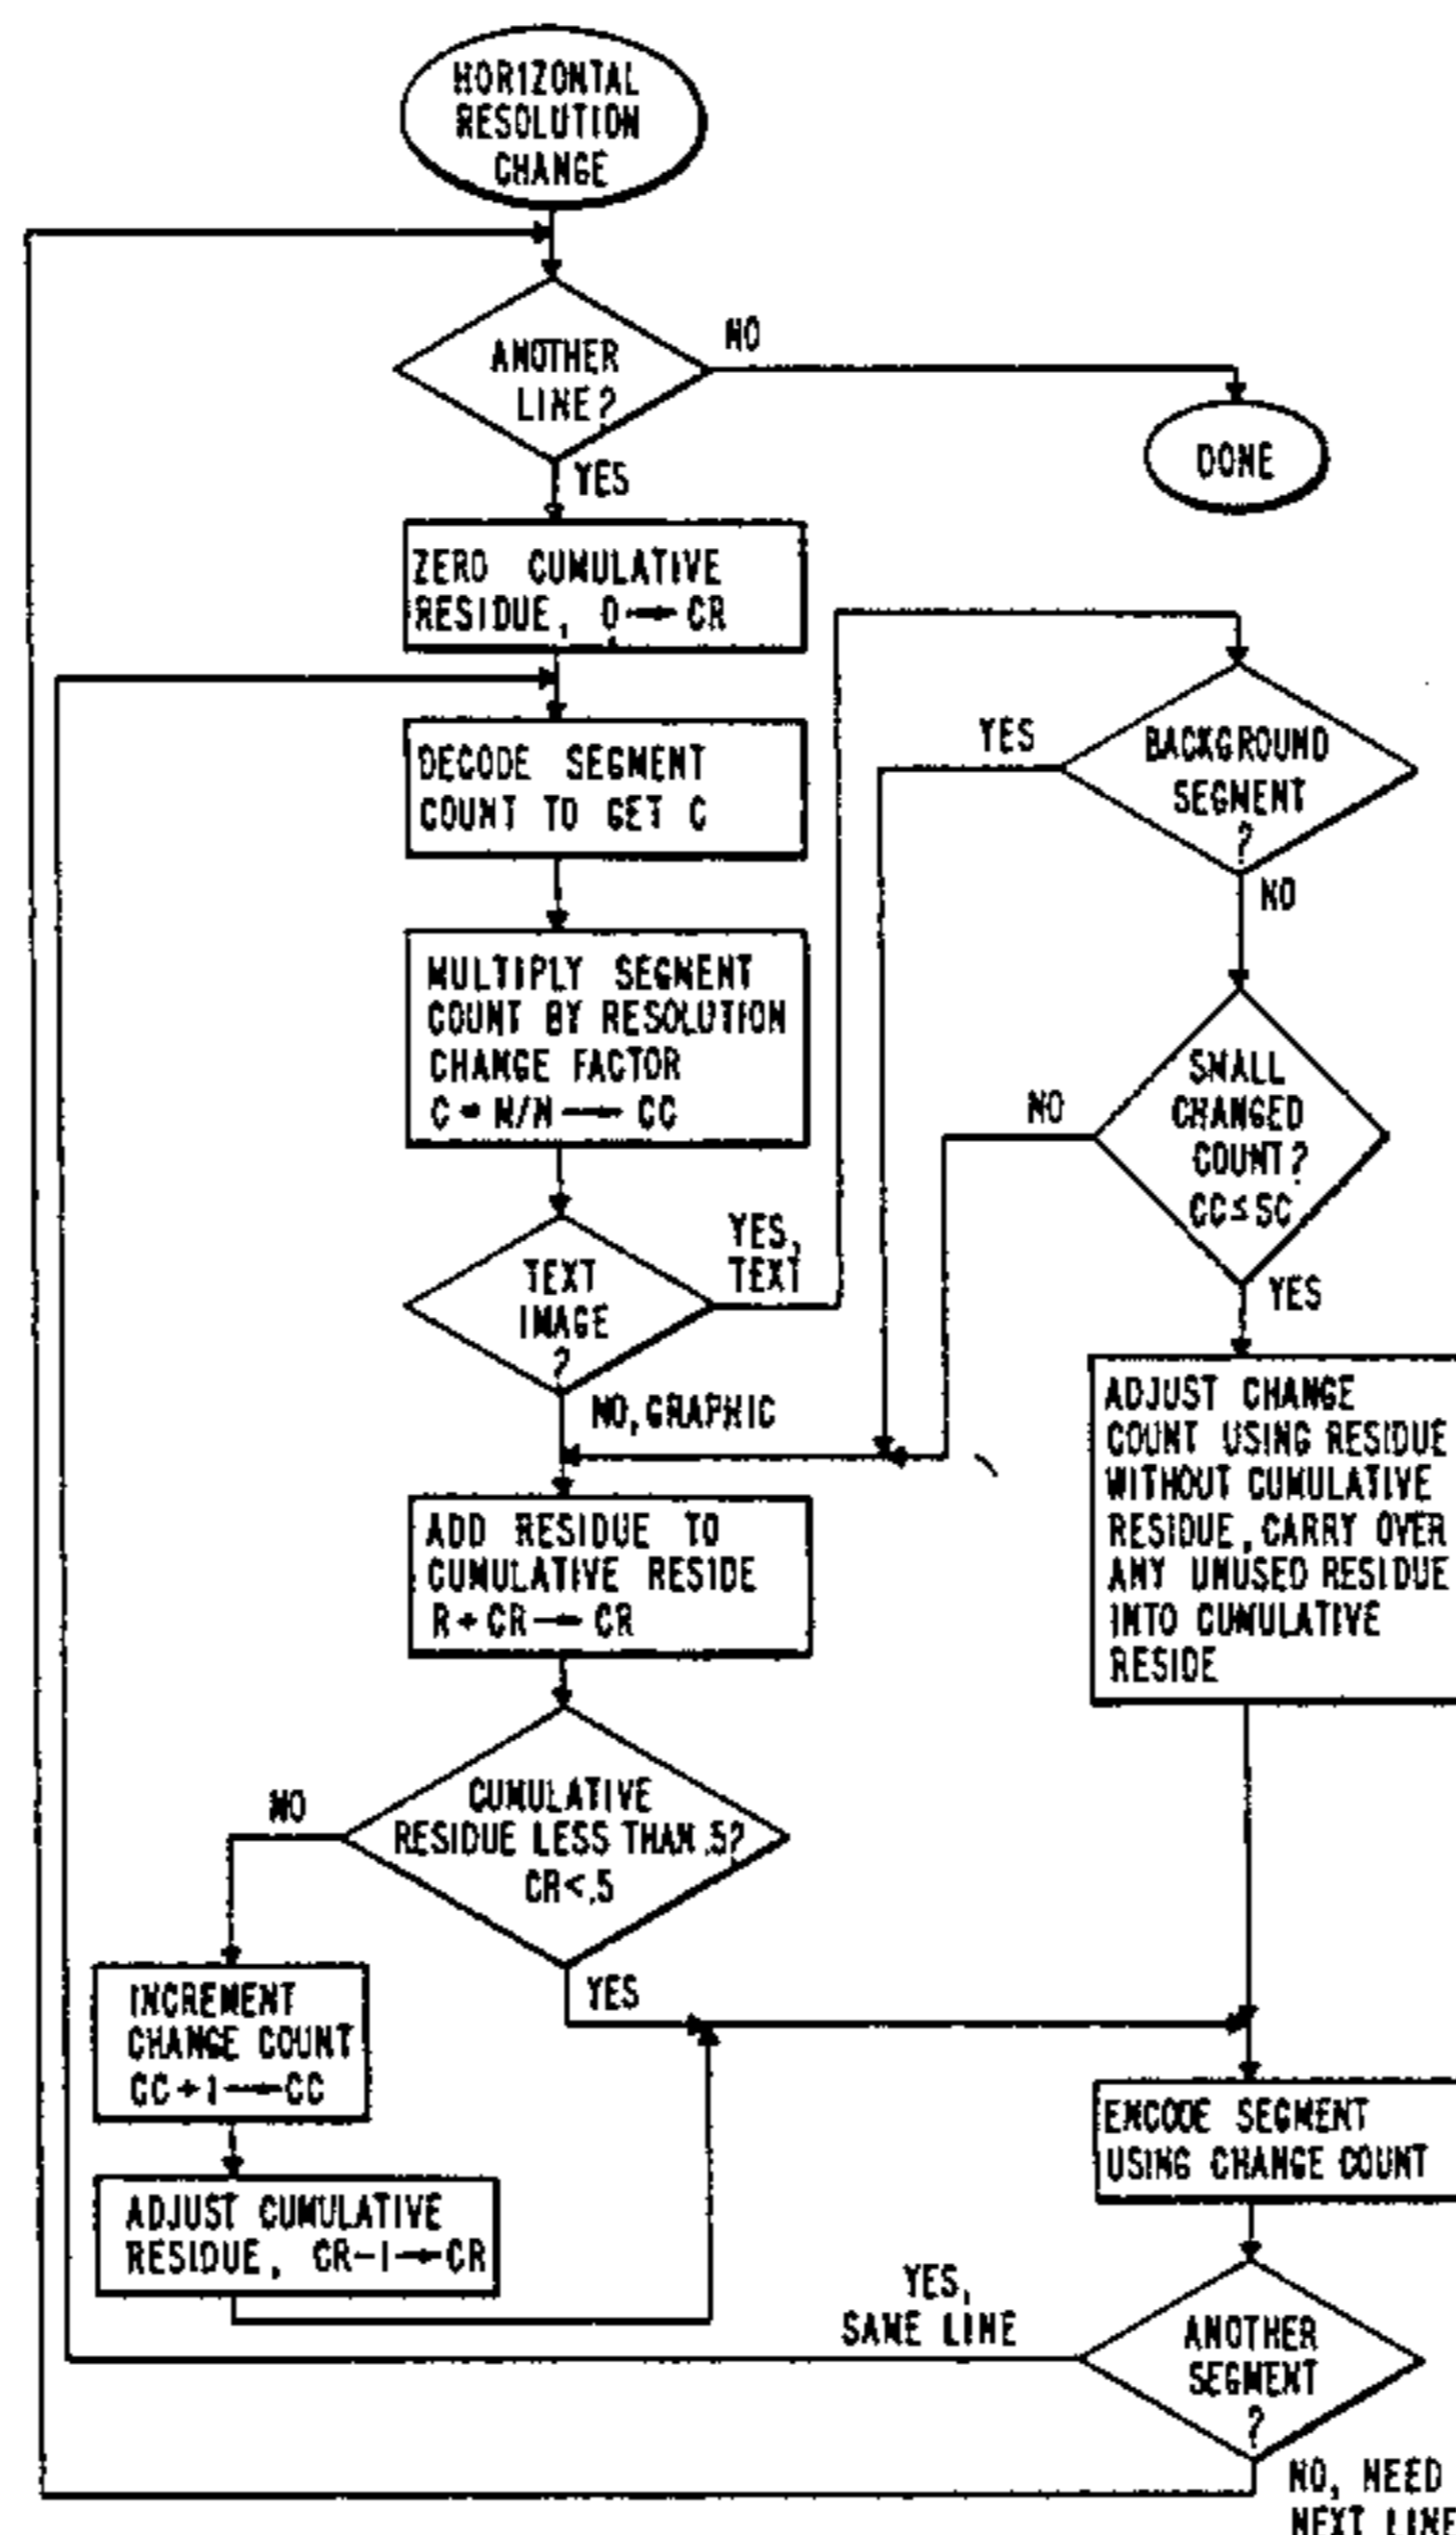 HORIZONTAL
RESOLUTION
CHANGE
ANOTHER
LINE?
NO
DONE
YES
ZERO CUMULATIVE
RESIDUE, 0 → CR
DECODE SEGMENT
COUNT TO GET C
MULTIPLY SEGMENT
COUNT BY RESOLUTION
CHANGE FACTOR
→ CC
TEXT
IMAGE
?
YES,
TEXT
NO, GRAPHIC
BACKGROUND
SEGMENT
?
YES
NO
SMALL
CHANGED
COUNT?
CC ≤ SC
NO
YES
ADJUST CHANGE
COUNT USING RESIDUE
WITHOUT CUMULATIVE
RESIDUE, CARRY OVER
ANY UNUSED RESIDUE
INTO CUMULATIVE
RESIDE
ADD RESIDUE TO
CUMULATIVE RESIDE
R + CR → CR
CUMULATIVE
RESIDUE LESS THAN .5?
CR < .5
NO
YES
INCREMENT
CHANGE COUNT
CC + 1 → CC
ADJUST CUMULATIVE
RESIDUE, CR-1 → CR
ENCODE SEGMENT
USING CHANGE COUNT
ANOTHER
SEGMENT
?
YES,
SAME LINE
NO, NEED
NEXT LINE